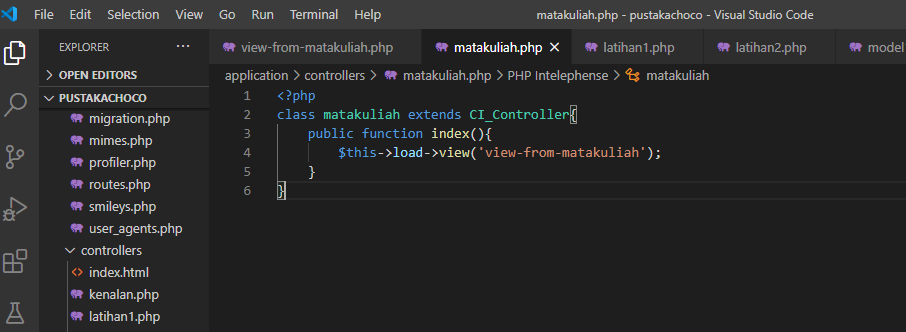 File Edit Selection View Go Run Terminal Help matakuliah.php - pustakachoco - Visual Studio Code
EXPLORER ···
view-from-matakuliah.php matakuliah.php × latihan1.php latihan2.php model
OPEN EDITORS
application > controllers > matakuliah.php > PHP Intelephense > matakuliah
PUSTAKACHOCO
migration.php
mimes.php
profiler.php
routes.php
smileys.php
user_agents.php
controllers
<> index.html
kenalan.php
latihan1.php
1 <?php
2 class matakuliah extends CI_Controller{
3 public function index(){
4 $this->load->view('view-from-matakuliah');
5 }
6 }